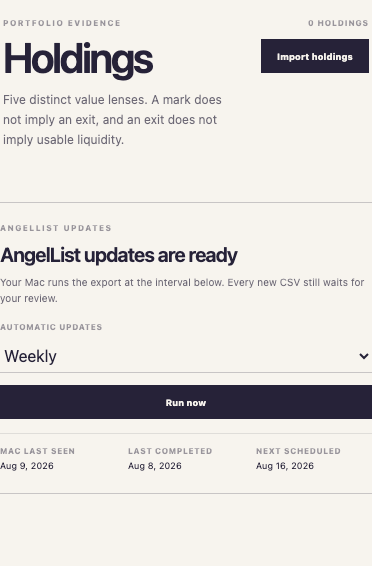 PORTFOLIO EVIDENCE
0 HOLDINGS
Holdings
Import holdings
Five distinct value lenses. A mark does
not imply an exit, and an exit does not
imply usable liquidity.
ANGELLIST UPDATES
AngelList updates are ready
Your Mac runs the export at the interval below. Every new CSV still waits for
your review.
AUTOMATIC UPDATES
Weekly
Run now
MAC LAST SEEN
Aug 9, 2026
LAST COMPLETED
Aug 8, 2026
NEXT SCHEDULED
Aug 16, 2026